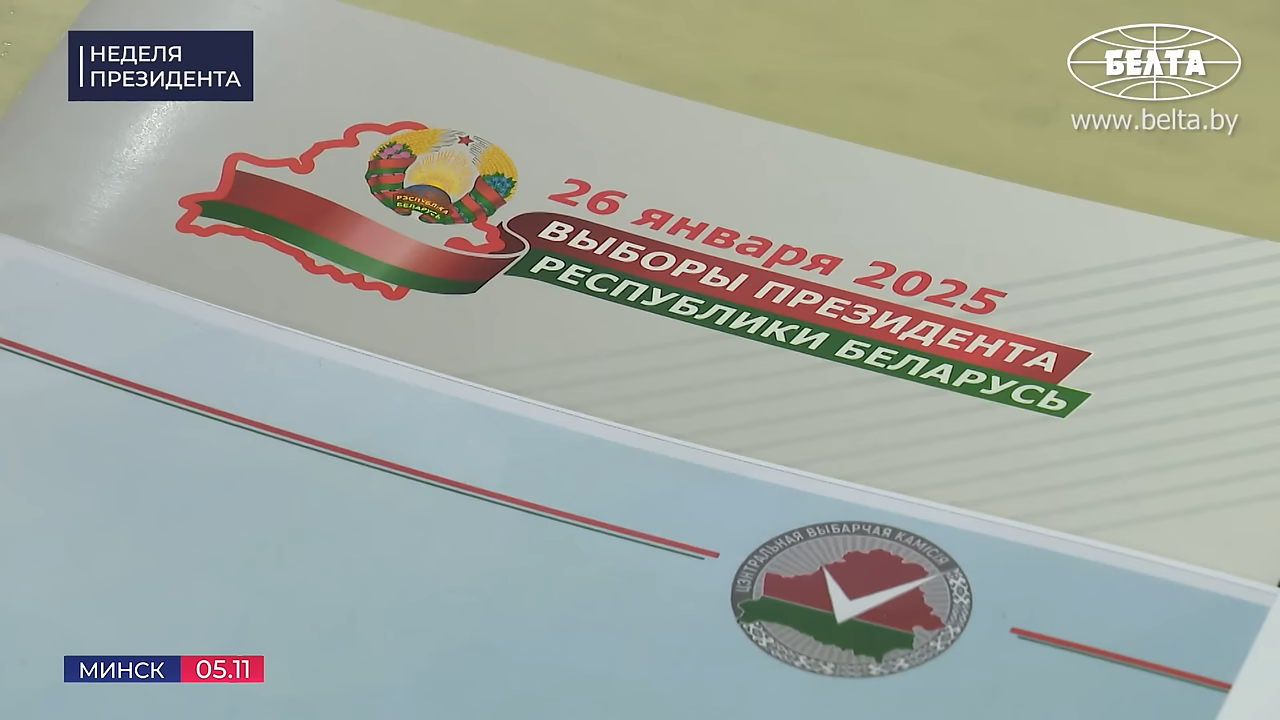 НЕДЕЛЯ
ПРЕЗИДЕНТА
БЕЛТА
www.belta.by
РЭСПУБЛІКА
БЕЛАРУСЬ
26 января 2025
ВЫБОРЫ ПРЕЗИДЕНТА
РЕСПУБЛИКИ БЕЛАРУСЬ
ЦЭНТРАЛЬНАЯ ВЫБАРЧАЯ КАМІСІЯ
МИНСК 05.11